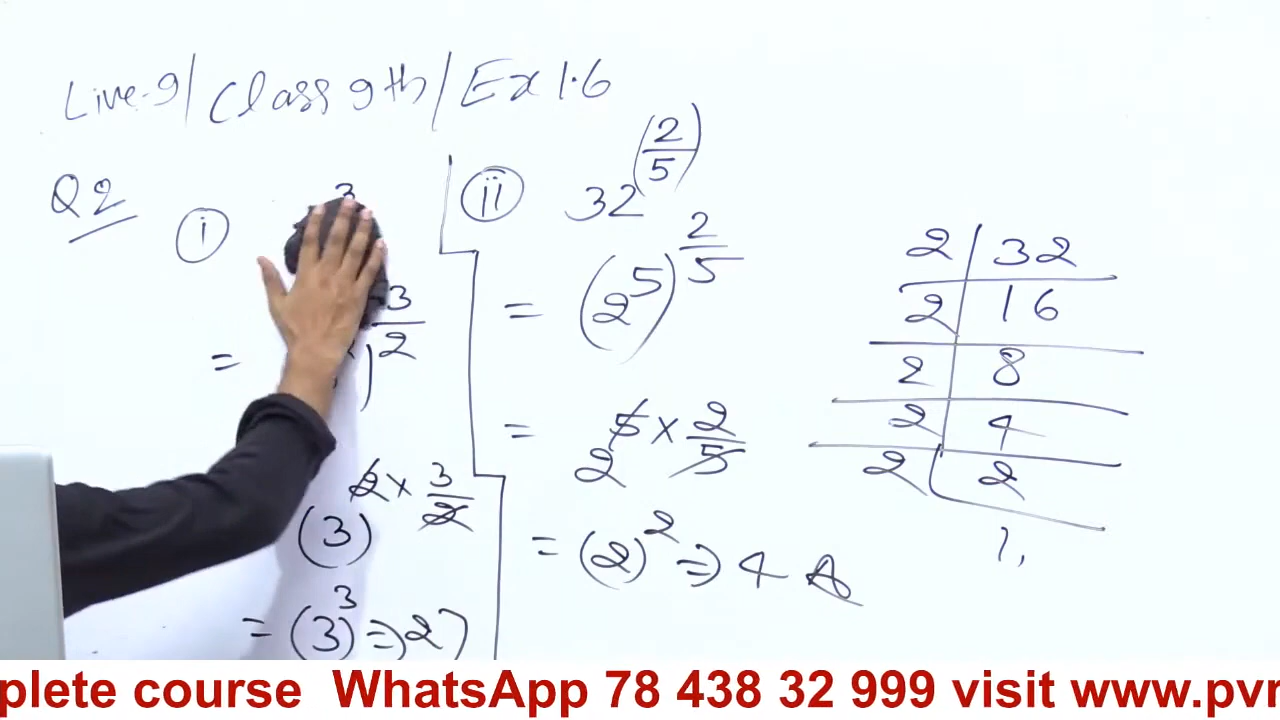 Live-9/Class 9th/Ex 1.6
Q2
(i)
3
= )^(3/2)
(3)^(2×3/2)
= (3)^3 => 27
(ii) 32^(2/5)
= (2^5)^(2/5)
= 2^(5×2/5)
= (2)^2 => 4 A
2 | 32
2 | 16
2 | 8
2 | 4
2 | 2
1,
plete course WhatsApp 78 438 32 999 visit www.pvr